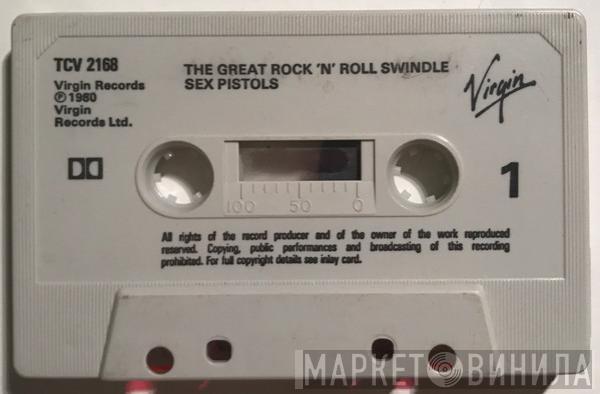 TCV 2168
Virgin Records
℗ 1980
Virgin
Records Ltd.
THE GREAT ROCK 'N' ROLL SWINDLE
SEX PISTOLS
Virgin
1
100 50 0
All rights of the record producer and of the owner of the work reproduced
reserved. Copying, public performances and broadcasting of this recording
prohibited. For full copyright details see inlay card.
МАРКЕТ ВИНИЛА